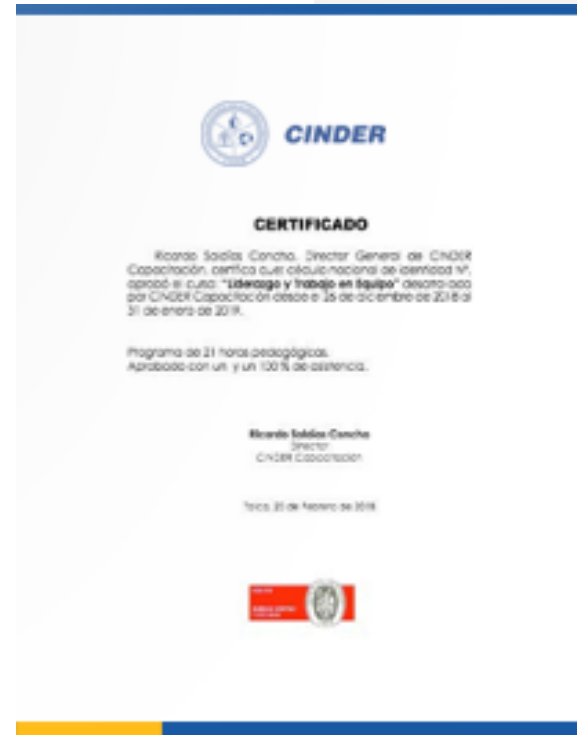 CINDER
CERTIFICADO
Ricardo Saldías Concha, Director General de CINDER
Capacitación, certifica que: cédula nacional de identidad N°,
aprobó el curso: "Liderazgo y Trabajo en Equipo" desarrollado
por CINDER Capacitación desde el 26 de diciembre de 2018 al
31 de enero de 2019.
Programa de 21 horas pedagógicas.
Aprobado con un y un 100 % de asistencia.
Ricardo Saldías Concha
Director
CINDER Capacitación
Talca, 25 de Febrero de 2018